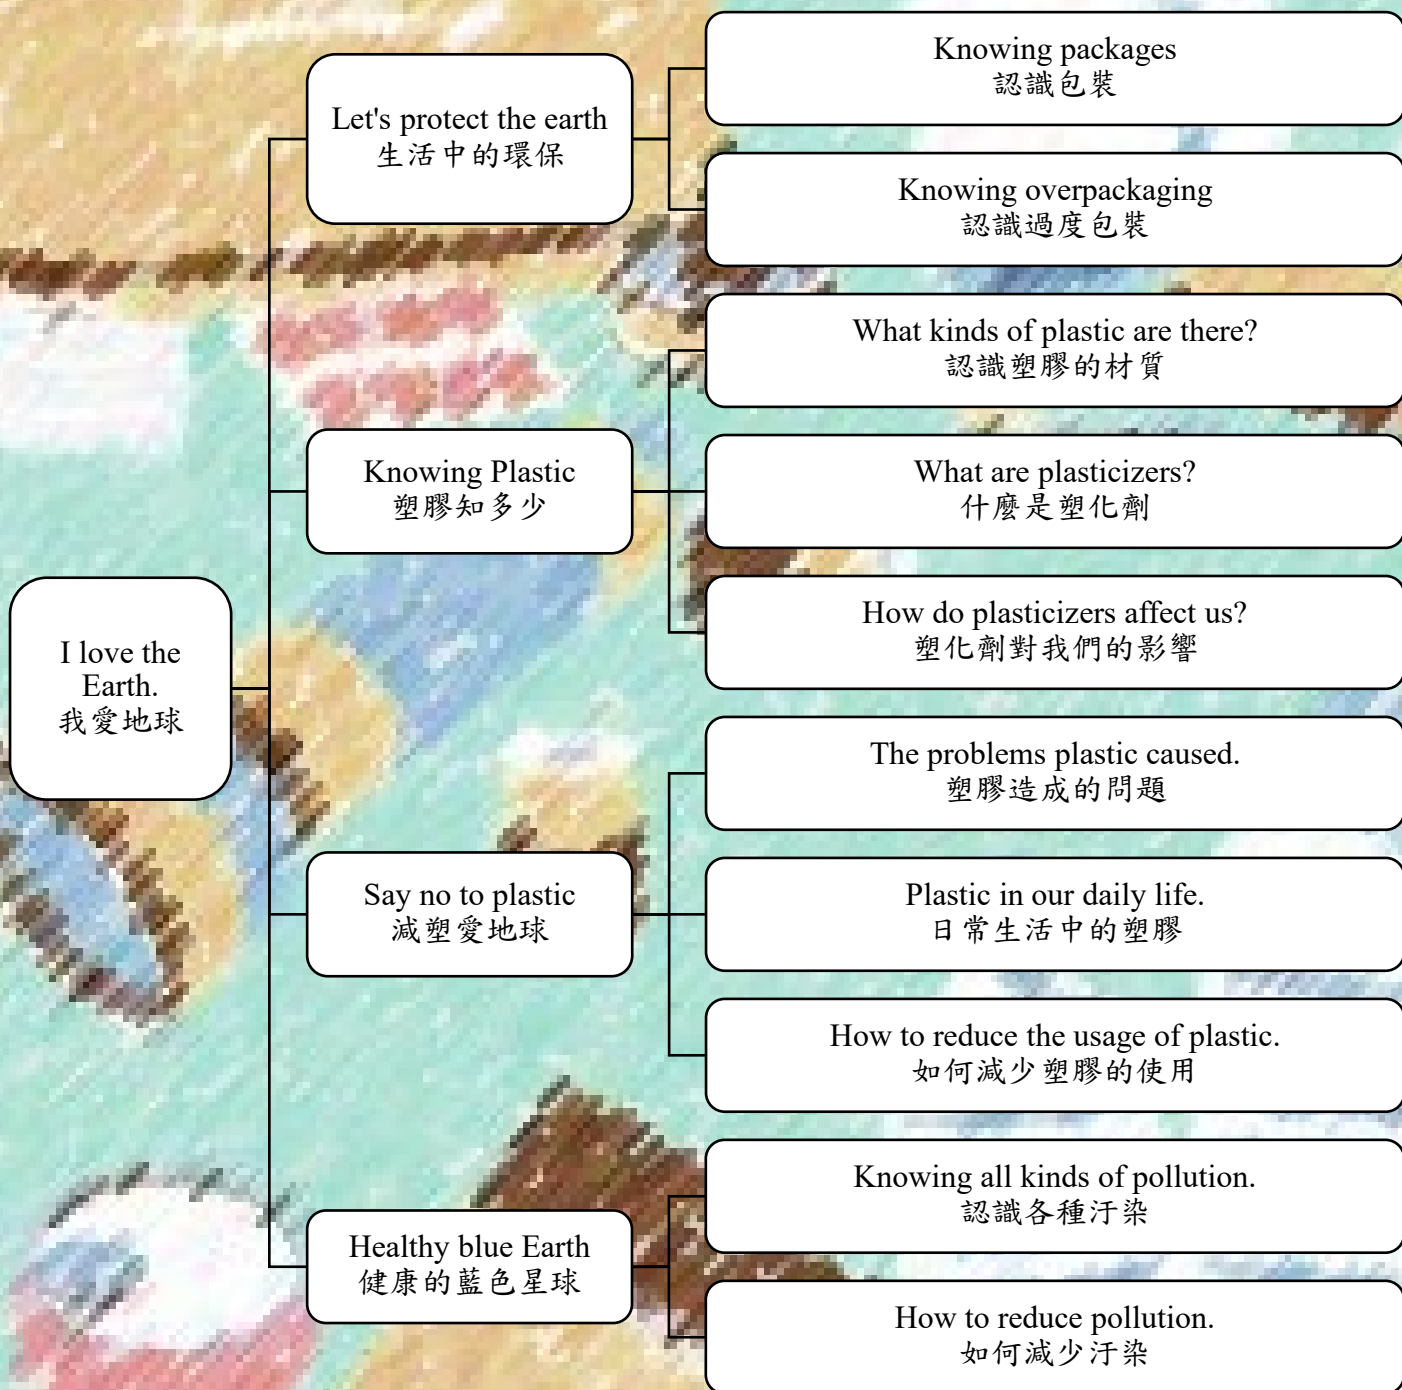 I love the
Earth.
我愛地球
Let's protect the earth
生活中的環保
Knowing packages
認識包裝
Knowing overpackaging
認識過度包裝
Knowing Plastic
塑膠知多少
What kinds of plastic are there?
認識塑膠的材質
What are plasticizers?
什麼是塑化劑
How do plasticizers affect us?
塑化劑對我們的影響
Say no to plastic
減塑愛地球
The problems plastic caused.
塑膠造成的問題
Plastic in our daily life.
日常生活中的塑膠
How to reduce the usage of plastic.
如何減少塑膠的使用
Healthy blue Earth
健康的藍色星球
Knowing all kinds of pollution.
認識各種汙染
How to reduce pollution.
如何減少汙染